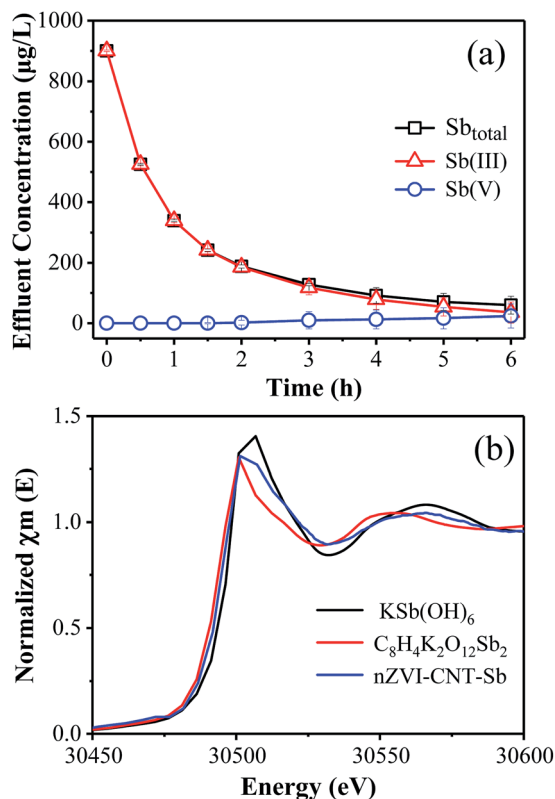 (a)
Effluent Concentration (µg/L)
1000
800
600
400
200
0
Sbtotal
Sb(III)
Sb(V)
0 1 2 3 4 5 6
Time (h)
(b)
Normalized χm (E)
1.5
1.0
0.5
0.0
KSb(OH)6
C8H4K2O12Sb2
nZVI-CNT-Sb
30450 30500 30550 30600
Energy (eV)